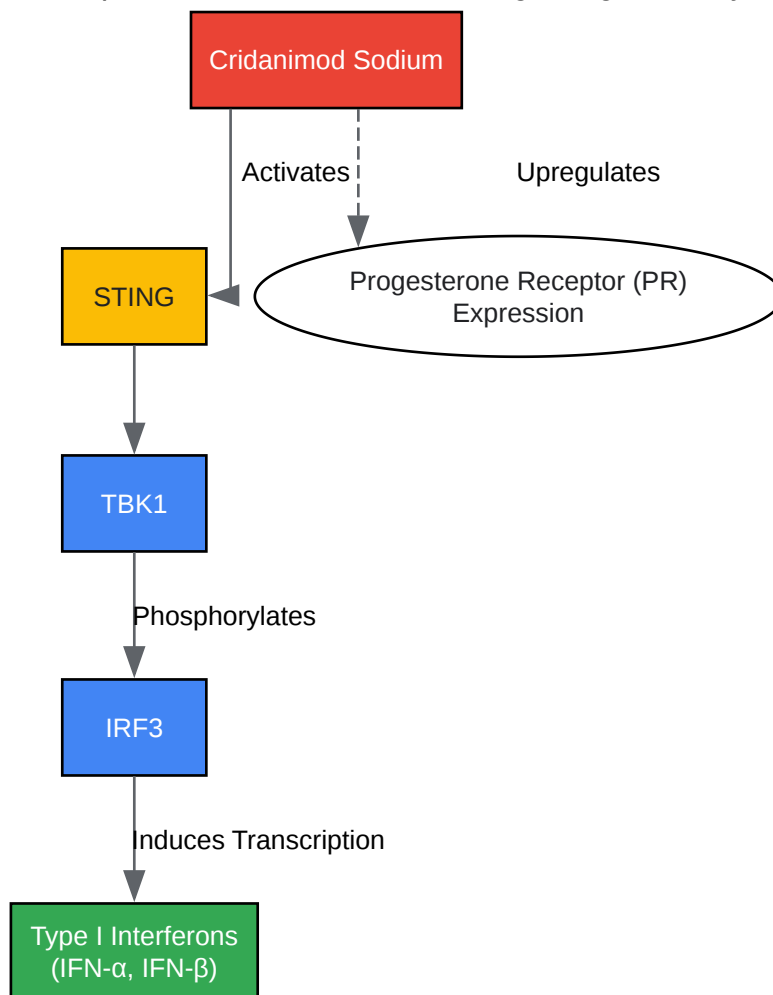 Cridanimod Sodium
Activates
Upregulates
STING
Progesterone Receptor (PR)
Expression
TBK1
Phosphorylates
IRF3
Induces Transcription
Type I Interferons
(IFN-α, IFN-β)